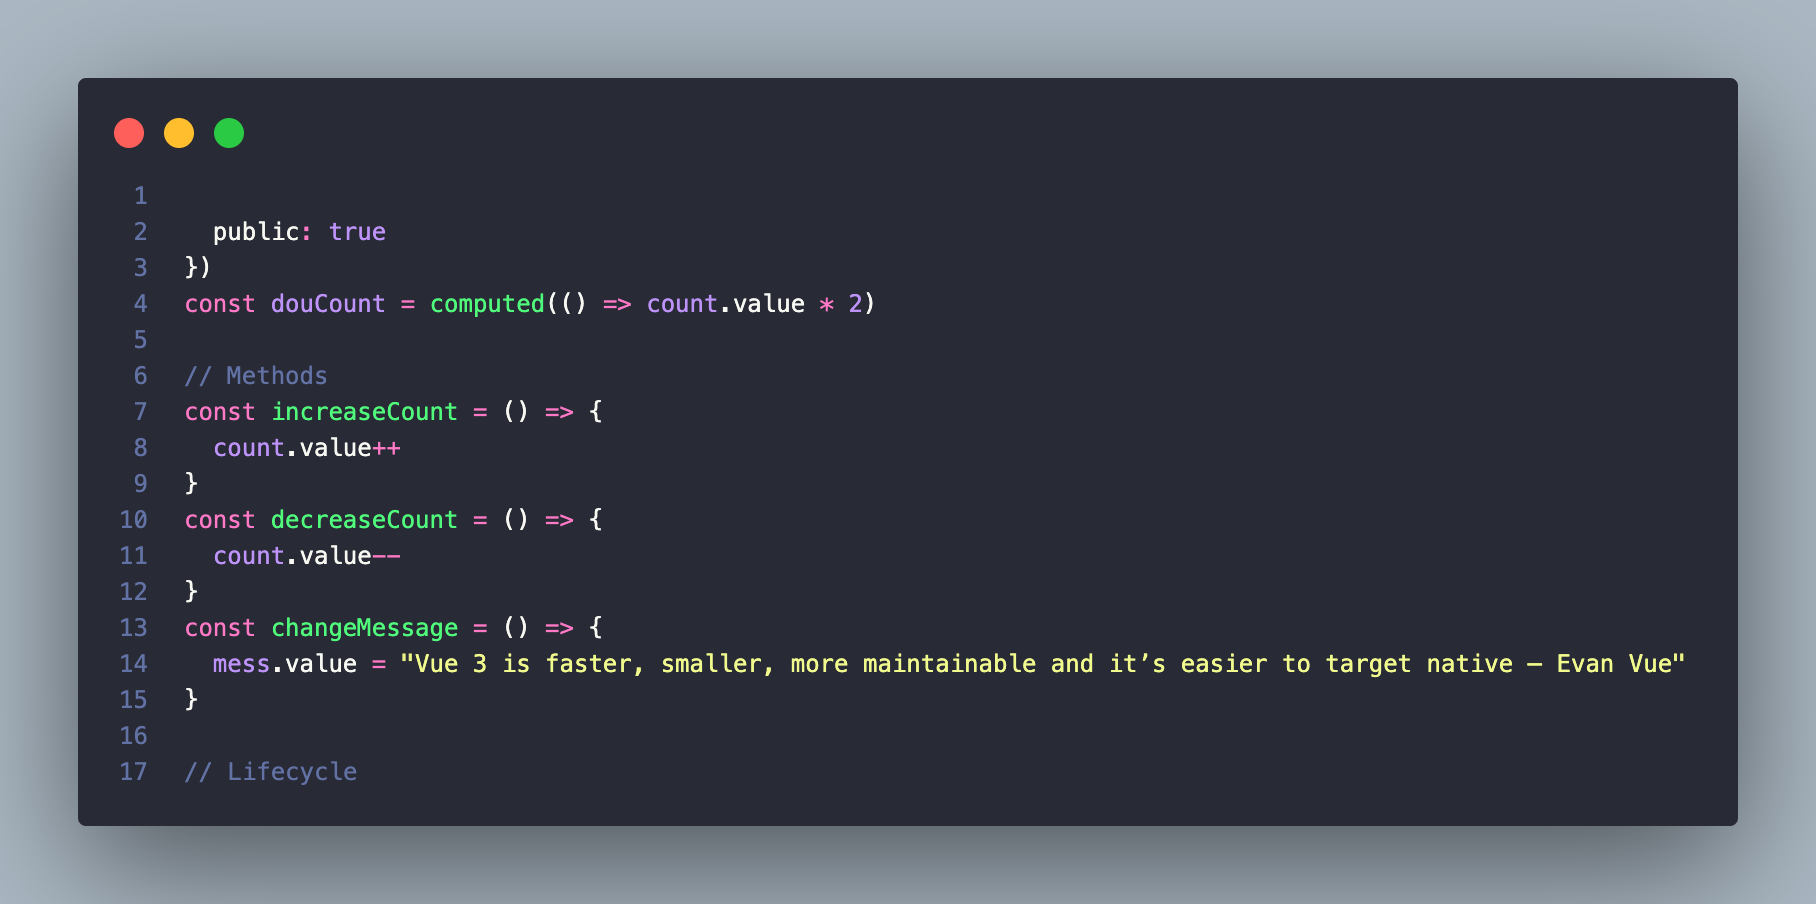 1
2    public: true
3  })
4  const douCount = computed(() => count.value * 2)
5
6  // Methods
7  const increaseCount = () => {
8    count.value++
9  }
10  const decreaseCount = () => {
11    count.value--
12  }
13  const changeMessage = () => {
14    mess.value = "Vue 3 is faster, smaller, more maintainable and it’s easier to target native – Evan Vue"
15  }
16
17  // Lifecycle